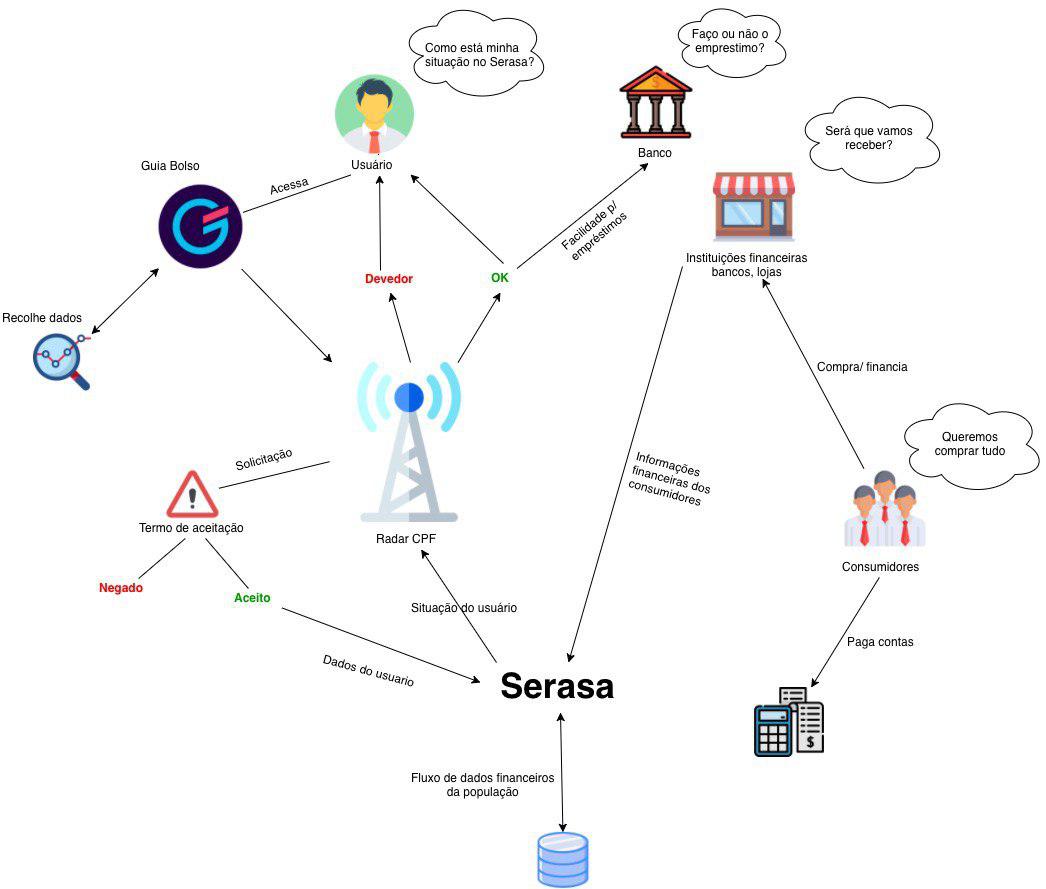 Como está minha
situação no Serasa?
Faço ou não o
emprestimo?
Será que vamos
receber?
Banco
Usuário
Guia Bolso
Acessa
Facilidade p/
empréstimos
Instituições financeiras
bancos, lojas
Devedor
OK
Recolhe dados
Compra/ financia
Queremos
comprar tudo
Solicitação
Informações
financeiras dos
consumidores
Termo de aceitação
Radar CPF
Consumidores
Negado
Aceito
Situação do usuário
Paga contas
Dados do usuario
Serasa
Fluxo de dados financeiros
da população